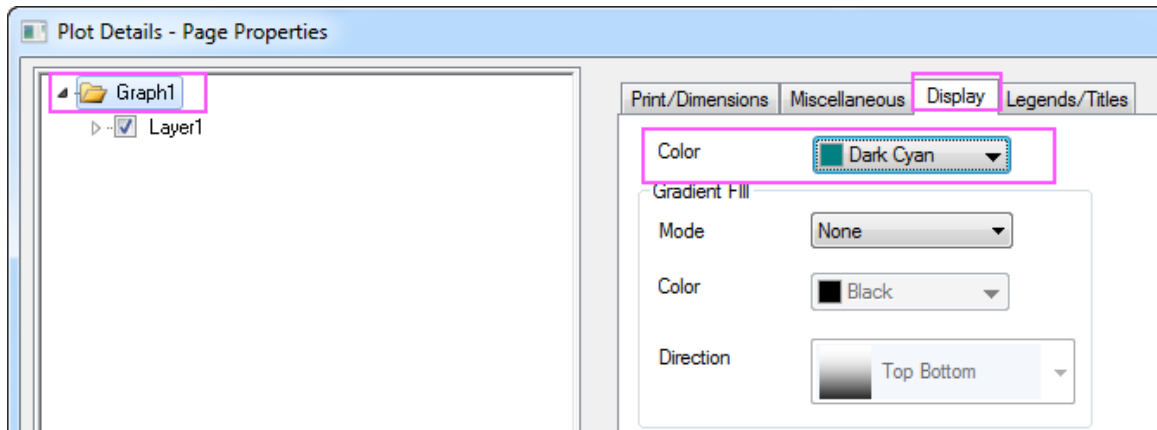 Plot Details - Page Properties
Graph1
Layer1
Print/Dimensions Miscellaneous Display Legends/Titles
Color Dark Cyan
Gradient Fill
Mode None
Color Black
Direction Top Bottom